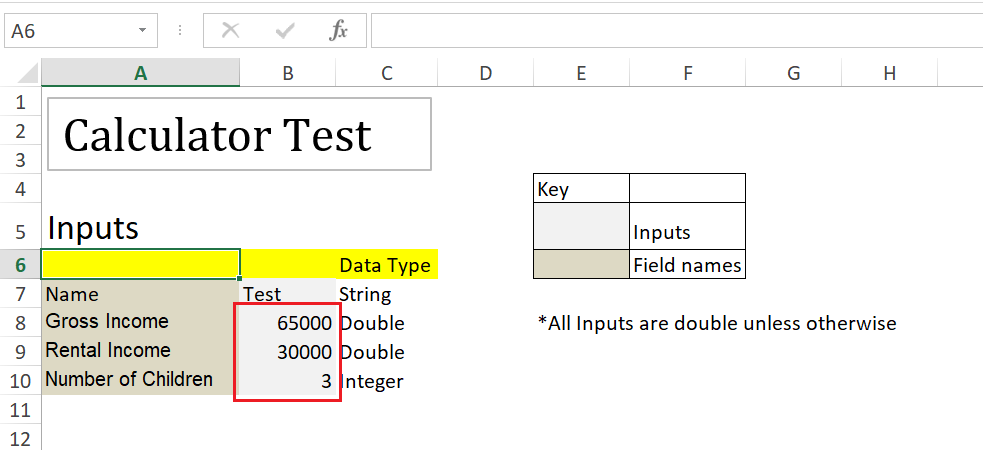 A6 fx
A B C D E F G H
1
2 Calculator Test
3
4 Key
5 Inputs Inputs
6 Data Type Field names
7 Name Test String
8 Gross Income 65000 Double *All Inputs are double unless otherwise
9 Rental Income 30000 Double
10 Number of Children 3 Integer
11
12